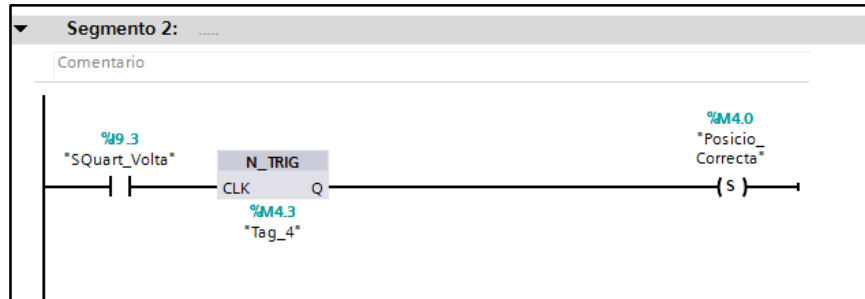 Segmento 2: .....
Comentario
%I9.3
"SQuart_Volta"
N_TRIG
CLK Q
%M4.3
"Tag_4"
%M4.0
"Posicio_
Correcta"
S